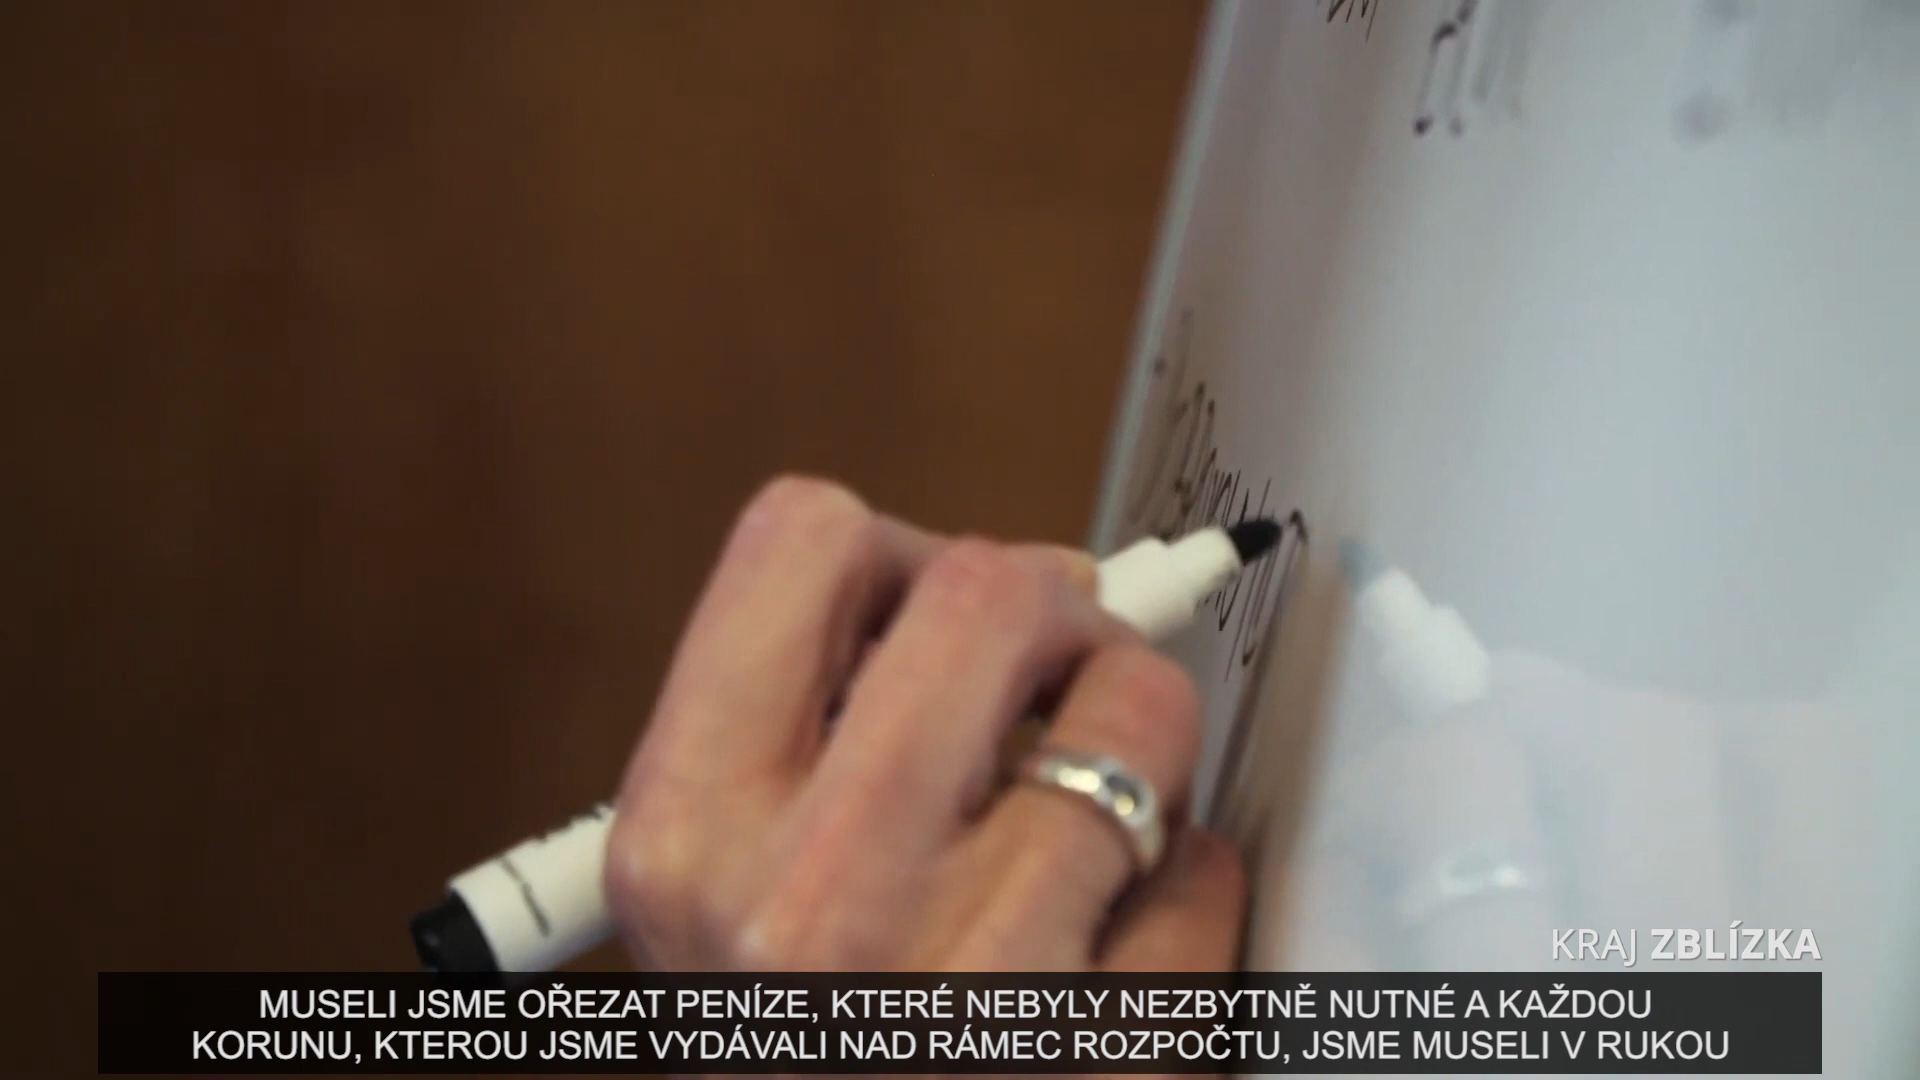 KRAJ ZBLÍZKA
MUSELI JSME OŘEZAT PENÍZE, KTERÉ NEBYLY NEZBYTNĚ NUTNÉ A KAŽDOU
KORUNU, KTEROU JSME VYDÁVALI NAD RÁMEC ROZPOČTU, JSME MUSELI V RUKOU